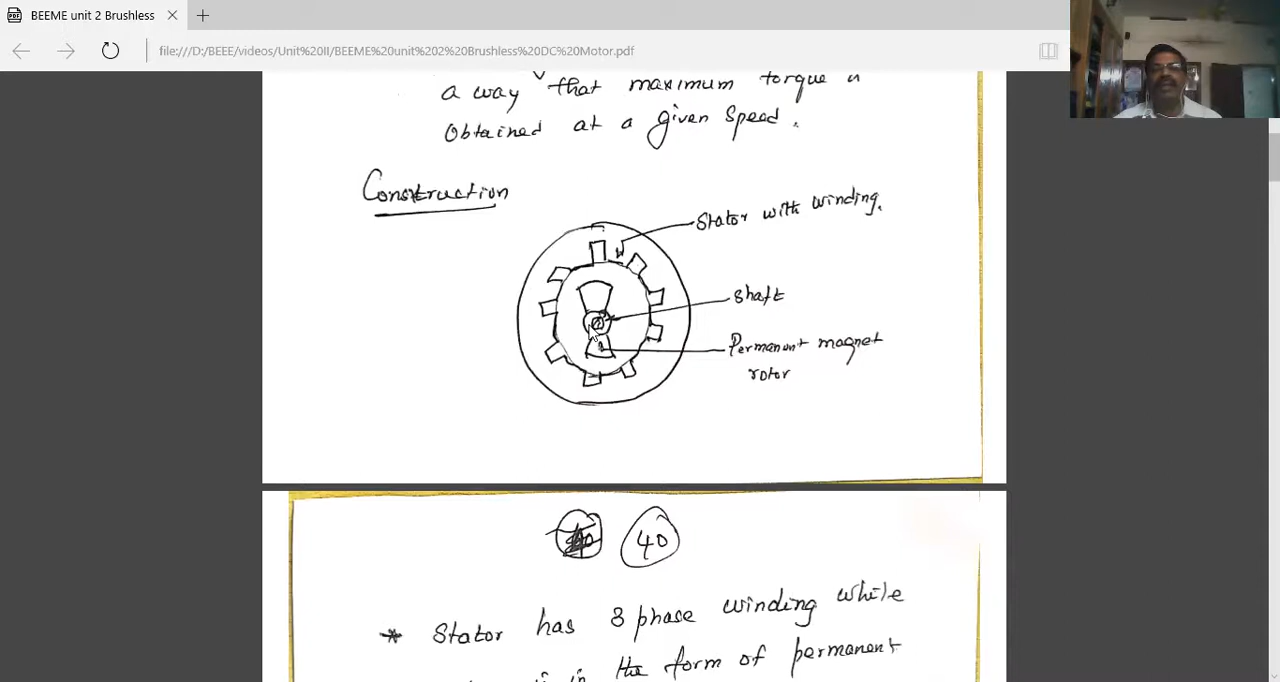 BEEME unit 2 Brushless
file:///D:/BEEE/videos/Unit%20II/BEEME%20unit%202%20Brushless%20DC%20Motor.pdf
a way that maximum torque is
Obtained at a given Speed.
Construction
Stator with winding.
Shaft
Permanent magnet
rotor
40
* Stator has 3 phase winding while
is in the form of permanent